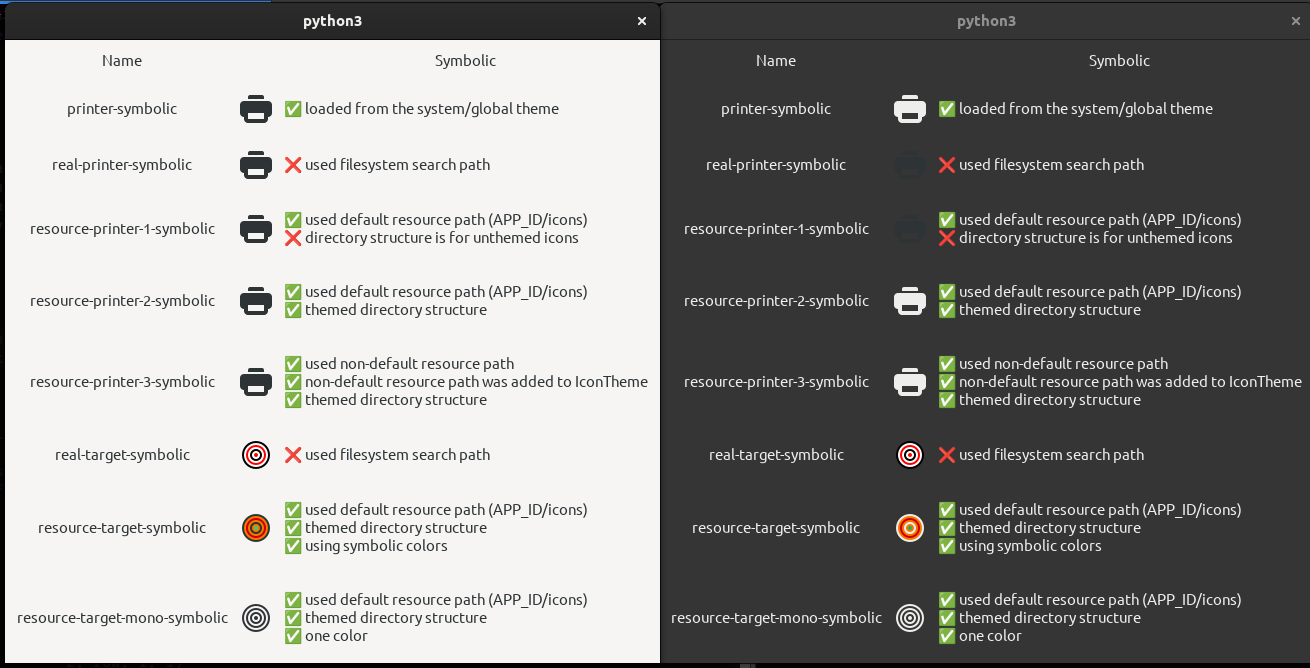 python3 ×
Name Symbolic
printer-symbolic ✅ loaded from the system/global theme
real-printer-symbolic ❌ used filesystem search path
resource-printer-1-symbolic ✅ used default resource path (APP_ID/icons)
❌ directory structure is for unthemed icons
resource-printer-2-symbolic ✅ used default resource path (APP_ID/icons)
✅ themed directory structure
resource-printer-3-symbolic ✅ used non-default resource path
✅ non-default resource path was added to IconTheme
✅ themed directory structure
real-target-symbolic ❌ used filesystem search path
resource-target-symbolic ✅ used default resource path (APP_ID/icons)
✅ themed directory structure
✅ using symbolic colors
resource-target-mono-symbolic ✅ used default resource path (APP_ID/icons)
✅ themed directory structure
✅ one color
python3 ×
Name Symbolic
printer-symbolic ✅ loaded from the system/global theme
real-printer-symbolic ❌ used filesystem search path
resource-printer-1-symbolic ✅ used default resource path (APP_ID/icons)
❌ directory structure is for unthemed icons
resource-printer-2-symbolic ✅ used default resource path (APP_ID/icons)
✅ themed directory structure
resource-printer-3-symbolic ✅ used non-default resource path
✅ non-default resource path was added to IconTheme
✅ themed directory structure
real-target-symbolic ❌ used filesystem search path
resource-target-symbolic ✅ used default resource path (APP_ID/icons)
✅ themed directory structure
✅ using symbolic colors
resource-target-mono-symbolic ✅ used default resource path (APP_ID/icons)
✅ themed directory structure
✅ one color